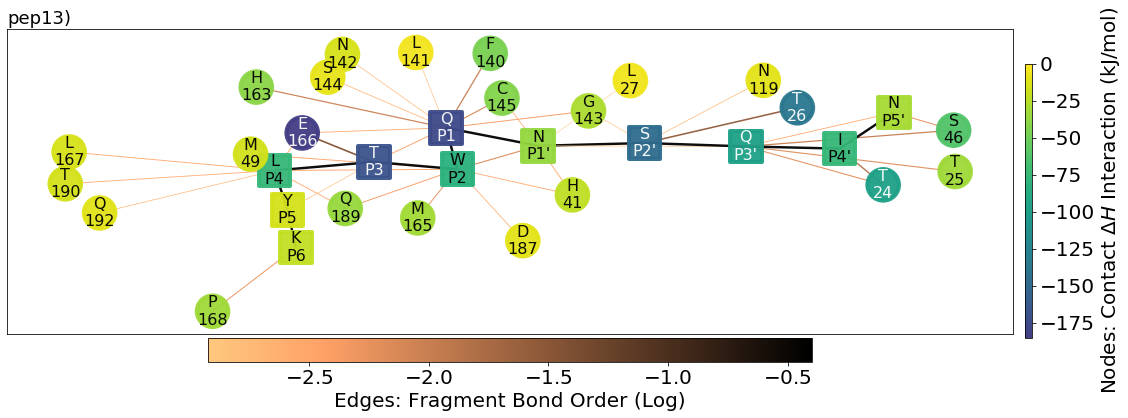 pep13)
N
142
L
141
F
140
S
144
H
163
C
145
L
27
N
119
G
143
T
26
N
P5'
E
166
Q
P1
S
46
L
167
M
49
T
P3
N
P1'
S
P2'
Q
P3'
I
P4'
L
P4
W
P2
T
25
T
190
T
24
Q
192
Y
P5
Q
189
M
165
H
41
K
P6
D
187
P
168
0
−25
−50
−75
−100
−125
−150
−175
Nodes: Contact ΔH Interaction (kJ/mol)
−2.5
−2.0
−1.5
−1.0
−0.5
Edges: Fragment Bond Order (Log)